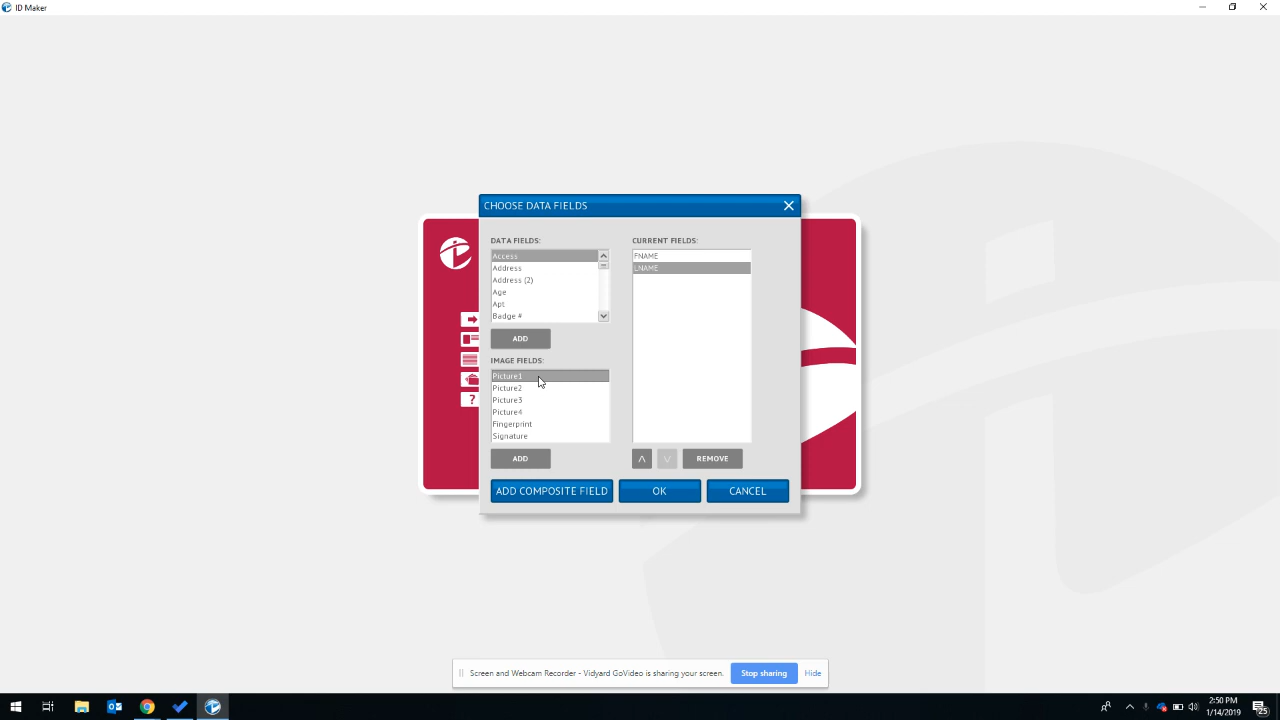 ID Maker
CHOOSE DATA FIELDS
DATA FIELDS:
Access
Address
Address (2)
Age
Apt
Badge #
ADD
IMAGE FIELDS:
Picture1
Picture2
Picture3
Picture4
Fingerprint
Signature
ADD
CURRENT FIELDS:
FNAME
LNAME
REMOVE
ADD COMPOSITE FIELD
OK
CANCEL
?
Screen and Webcam Recorder - Vidyard GoVideo is sharing your screen.
Stop sharing
Hide
2:50 PM
1/14/2019
25